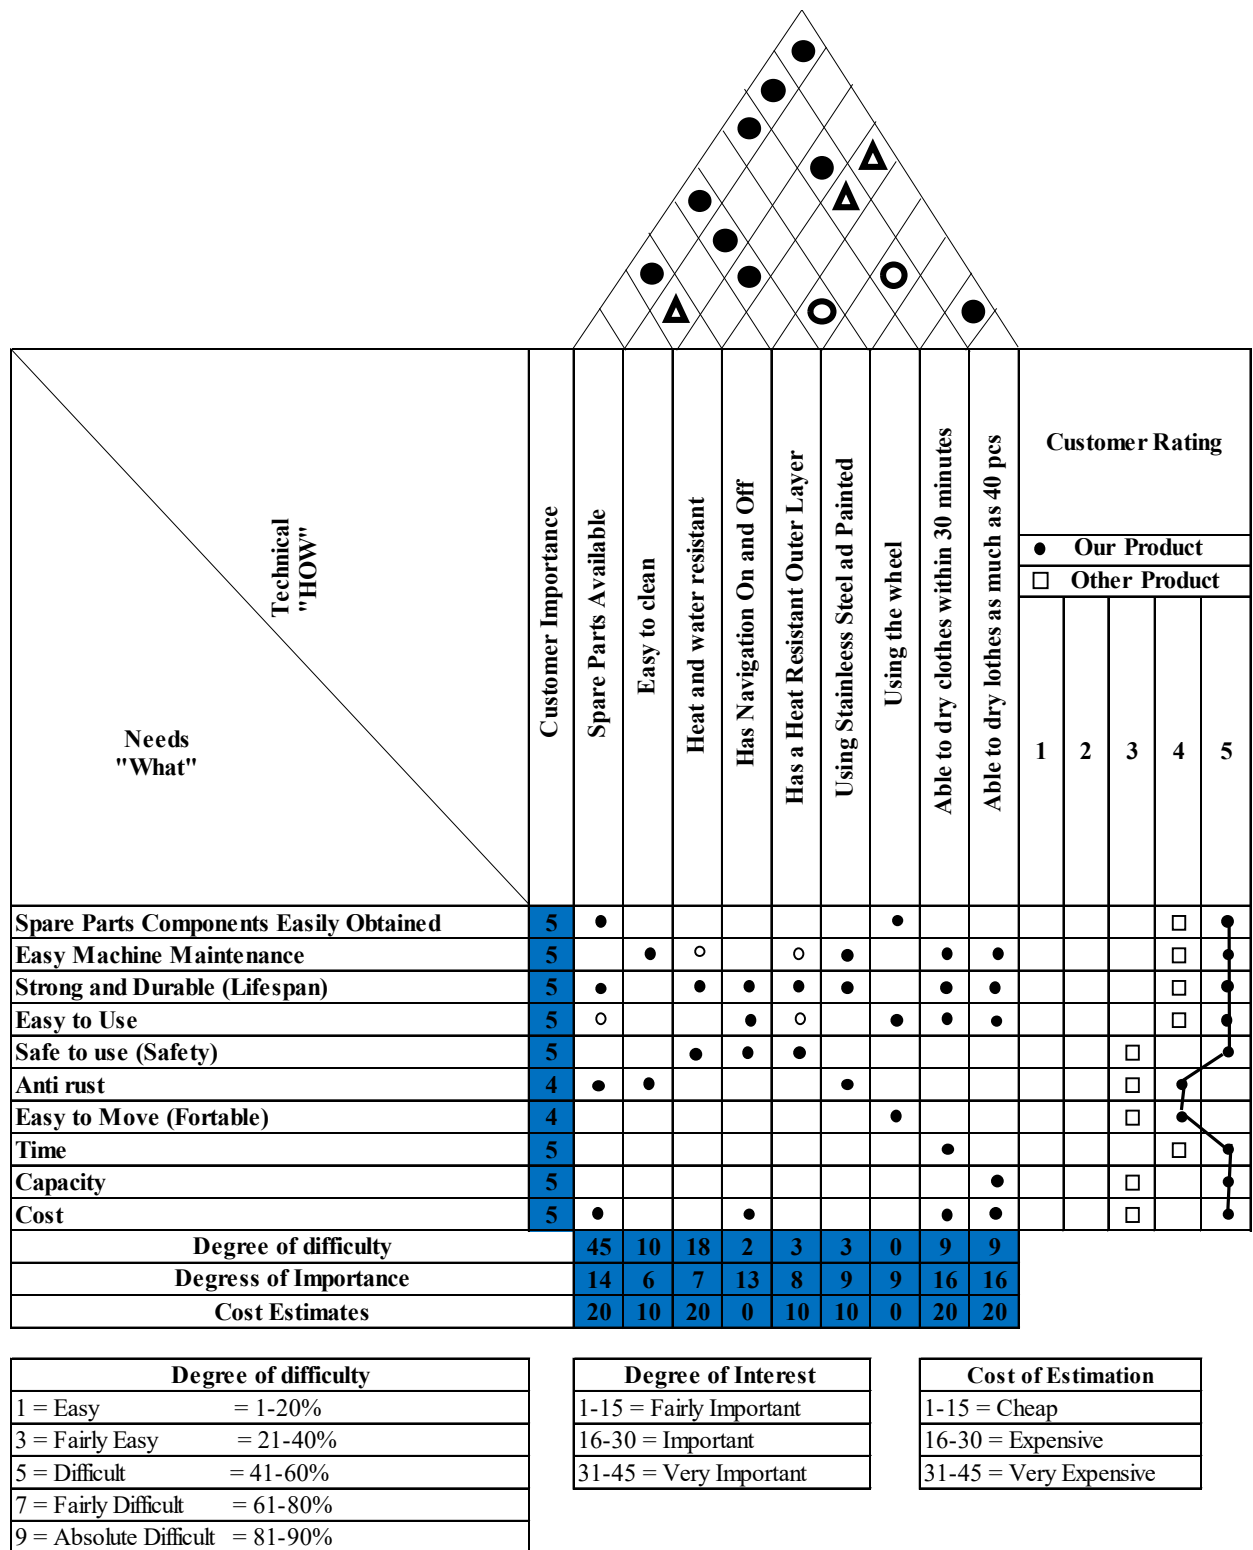 Technical
"HOW"
Needs
"What"
Customer Importance
Spare Parts Available
Easy to clean
Heat and water resistant
Has Navigation On and Off
Has a Heat Resistant Outer Layer
Using Stainless Steel ad Painted
Using the wheel
Able to dry clothes within 30 minutes
Able to dry lothes as much as 40 pcs
Customer Rating
Our Product
Other Product
1 2 3 4 5
Spare Parts Components Easily Obtained 5
Easy Machine Maintenance 5
Strong and Durable (Lifespan) 5
Easy to Use 5
Safe to use (Safety) 5
Anti rust 4
Easy to Move (Fortable) 4
Time 5
Capacity 5
Cost 5
Degree of difficulty 45 10 18 2 3 3 0 9 9
Degress of Importance 14 6 7 13 8 9 9 16 16
Cost Estimates 20 10 20 0 10 10 0 20 20
Degree of difficulty
1 = Easy = 1-20%
3 = Fairly Easy = 21-40%
5 = Difficult = 41-60%
7 = Fairly Difficult = 61-80%
9 = Absolute Difficult = 81-90%
Degree of Interest
1-15 = Fairly Important
16-30 = Important
31-45 = Very Important
Cost of Estimation
1-15 = Cheap
16-30 = Expensive
31-45 = Very Expensive